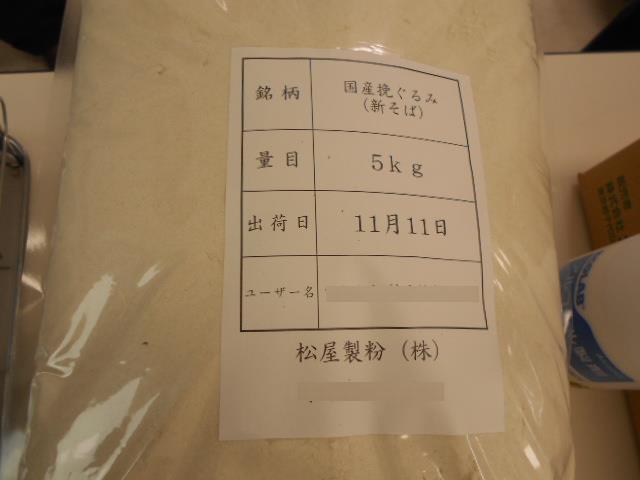 銘柄
国産挽ぐるみ
(新そば)
量目
5kg
出荷日
11月11日
ユーザー名
松屋製粉(株)